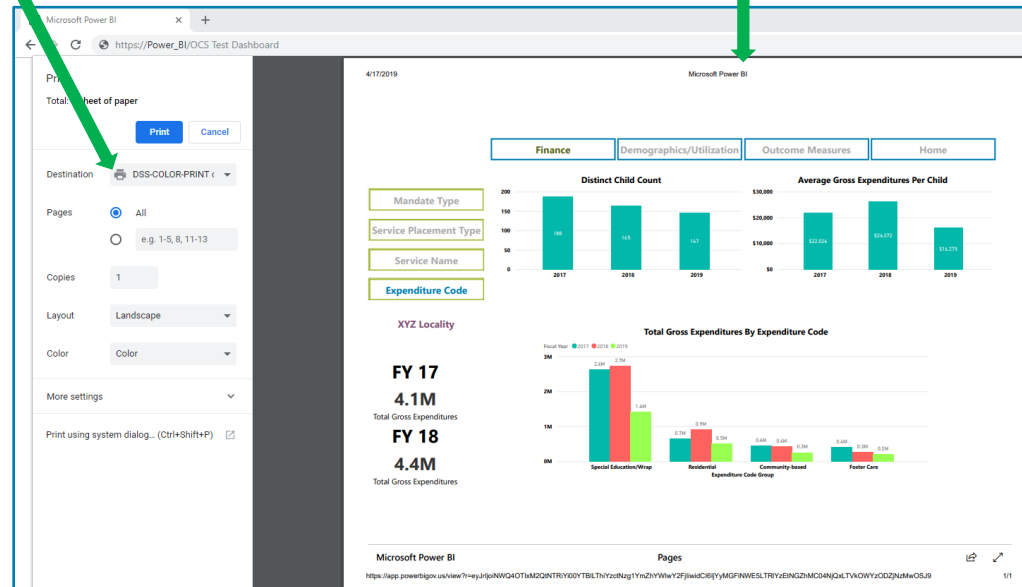 Microsoft Power BI
https://Power_BI/OCS Test Dashboard
Total: sheet of paper
Print Cancel
Destination DSS-COLOR-PRINT
Pages All
e.g. 1-5, 8, 11-13
Copies 1
Layout Landscape
Color Color
More settings
Print using system dialog... (Ctrl+Shift+P)
4/17/2019 Microsoft Power BI
Finance Demographics/Utilization Outcome Measures Home
Mandate Type
Service Placement Type
Service Name
Expenditure Code
XYZ Locality
FY 17
4.1M
Total Gross Expenditures
FY 18
4.4M
Total Gross Expenditures
Distinct Child Count
200
150
100
50
0
188 165 147
2017 2018 2019
Average Gross Expenditures Per Child
$30,000
$20,000
$10,000
$0
$22,024 $26,372 $16,275
2017 2018 2019
Total Gross Expenditures By Expenditure Code
Fiscal Year 2017 2018 2019
3M
2M
1M
0M
2.6M 2.7M 1.4M
0.7M 0.9M 0.5M
0.4M 0.4M 0.3M
0.4M 0.3M 0.2M
Special Education/Wrap Residential Community-based Foster Care
Expenditure Code Group
Microsoft Power BI Pages
1/1